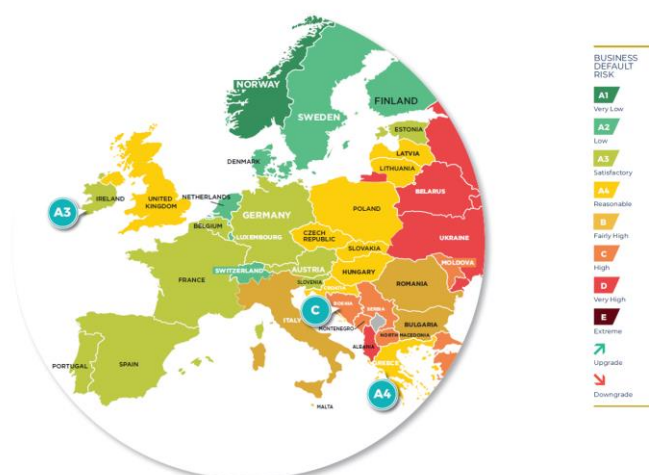 NORWAY
FINLAND
SWEDEN
ESTONIA
LATVIA
DENMARK
LITHUANIA
BELARUS
IRELAND
UNITED
KINGDOM
NETHERLANDS
A3
GERMANY
POLAND
BELGIUM
LUXEMBOURG
CZECH
REPUBLIC
UKRAINE
SLOVAKIA
MOLDOVA
SWITZERLAND
AUSTRIA
HUNGARY
FRANCE
SLOVENIA
ROMANIA
CROATIA
BOSNIA
SERBIA
C
ITALY
MONTENEGRO
BULGARIA
NORTH MACEDONIA
ALBANIA
PORTUGAL
SPAIN
GREECE
A4
MALTA
BUSINESS
DEFAULT
RISK
A1
Very Low
A2
Low
A3
Satisfactory
A4
Reasonable
B
Fairly High
C
High
D
Very High
E
Extreme
Upgrade
Downgrade